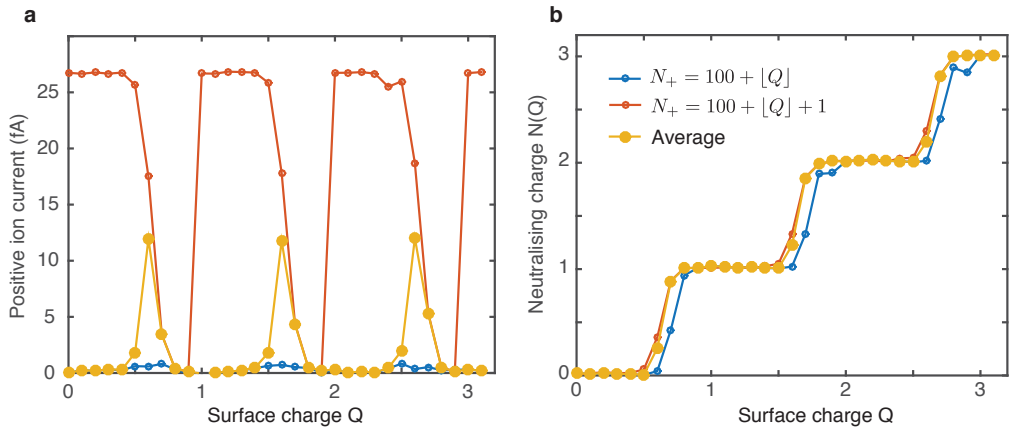 a
Positive ion current (fA)
25
20
15
10
5
0
0
1
2
3
Surface charge Q
b
Neutralising charge N(Q)
3
2
1
0
0
1
2
3
Surface charge Q
N₊ = 100 + ⌊Q⌋
N₊ = 100 + ⌊Q⌋ + 1
Average